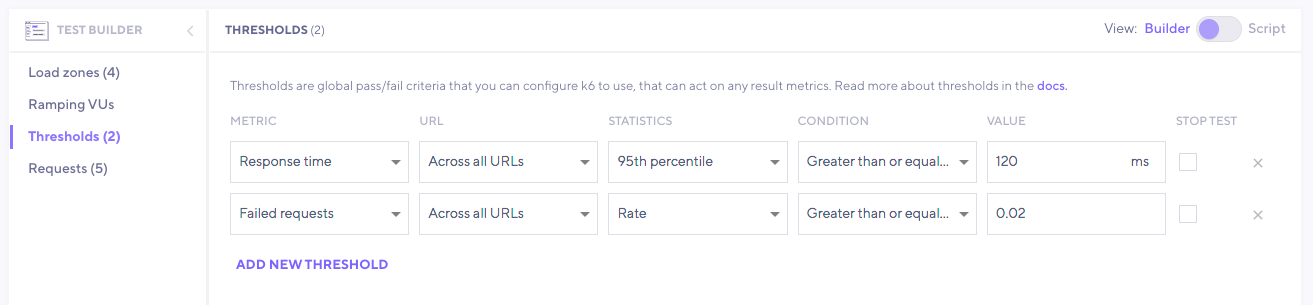 TEST BUILDER
THRESHOLDS (2)
View: Builder Script
Load zones (4)
Ramping VUs
Thresholds (2)
Requests (5)
Thresholds are global pass/fail criteria that you can configure k6 to use, that can act on any result metrics. Read more about thresholds in the docs.
METRIC URL STATISTICS CONDITION VALUE STOP TEST
Response time Across all URLs 95th percentile Greater than or equal... 120 ms
Failed requests Across all URLs Rate Greater than or equal... 0.02
ADD NEW THRESHOLD